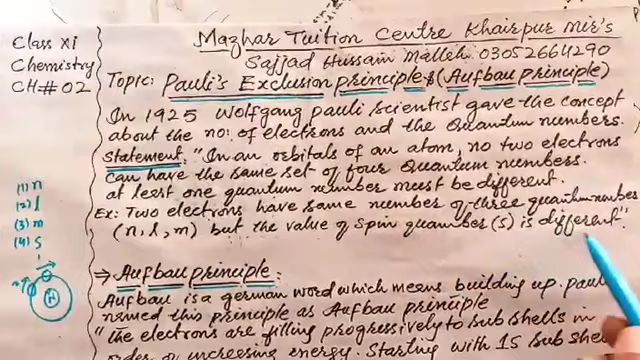 Mazhar Tuition Centre Khairpur Mir's
Class XI
Sajjad Hussain Malleh 03052664290
Chemistry
CH#02
Topic: Pauli's Exclusion principle & (Aufbau principle)
In 1925 Wolfgang pauli scientist gave the concept
about the no: of electrons and the Quantum numbers.
Statement: "In an orbitals of an atom, no two electrons
can have the same set of four Quantum numbers.
at least one quantum number must be different.
Ex: Two electrons have same number of three quantum number
(n, l, m) but the value of spin quamber (s) is different".
(1) n
(2) l
(3) m
(4) s
⇒ Aufbau principle:
Aufbau is a german word which means building up. paul
named this principle as Aufbau principle
"the electrons are filling progressively to sub shells in
order of increasing energy. Starting with 1S sub she